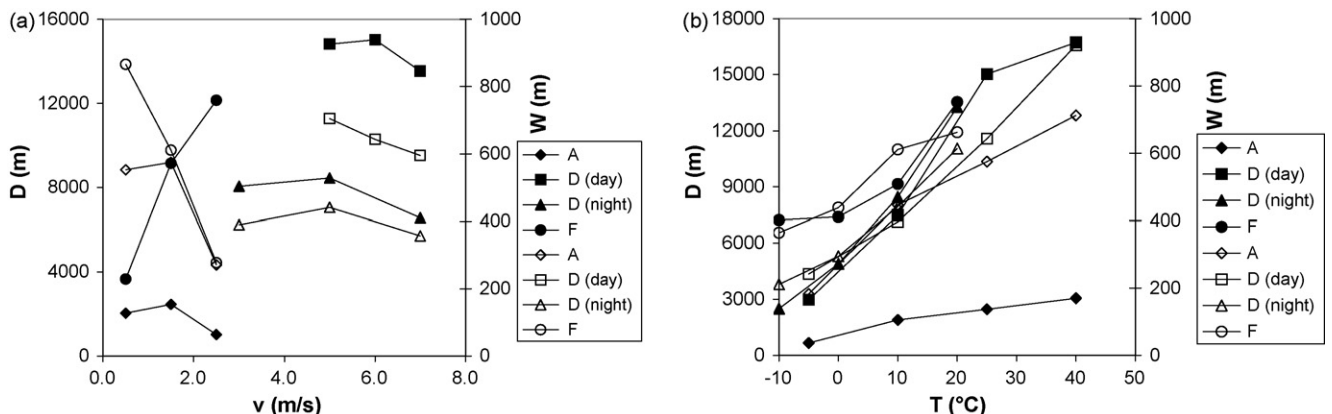 (a)
16000
12000
8000
4000
0
D (m)
0.0 2.0 4.0 6.0 8.0
v (m/s)
1000
800
600
400
200
0
W (m)
A
D (day)
D (night)
F
A
D (day)
D (night)
F
(b)
18000
15000
12000
9000
6000
3000
0
D (m)
-10 0 10 20 30 40 50
T (°C)
1000
800
600
400
200
0
W (m)
A
D (day)
D (night)
F
A
D (day)
D (night)
F